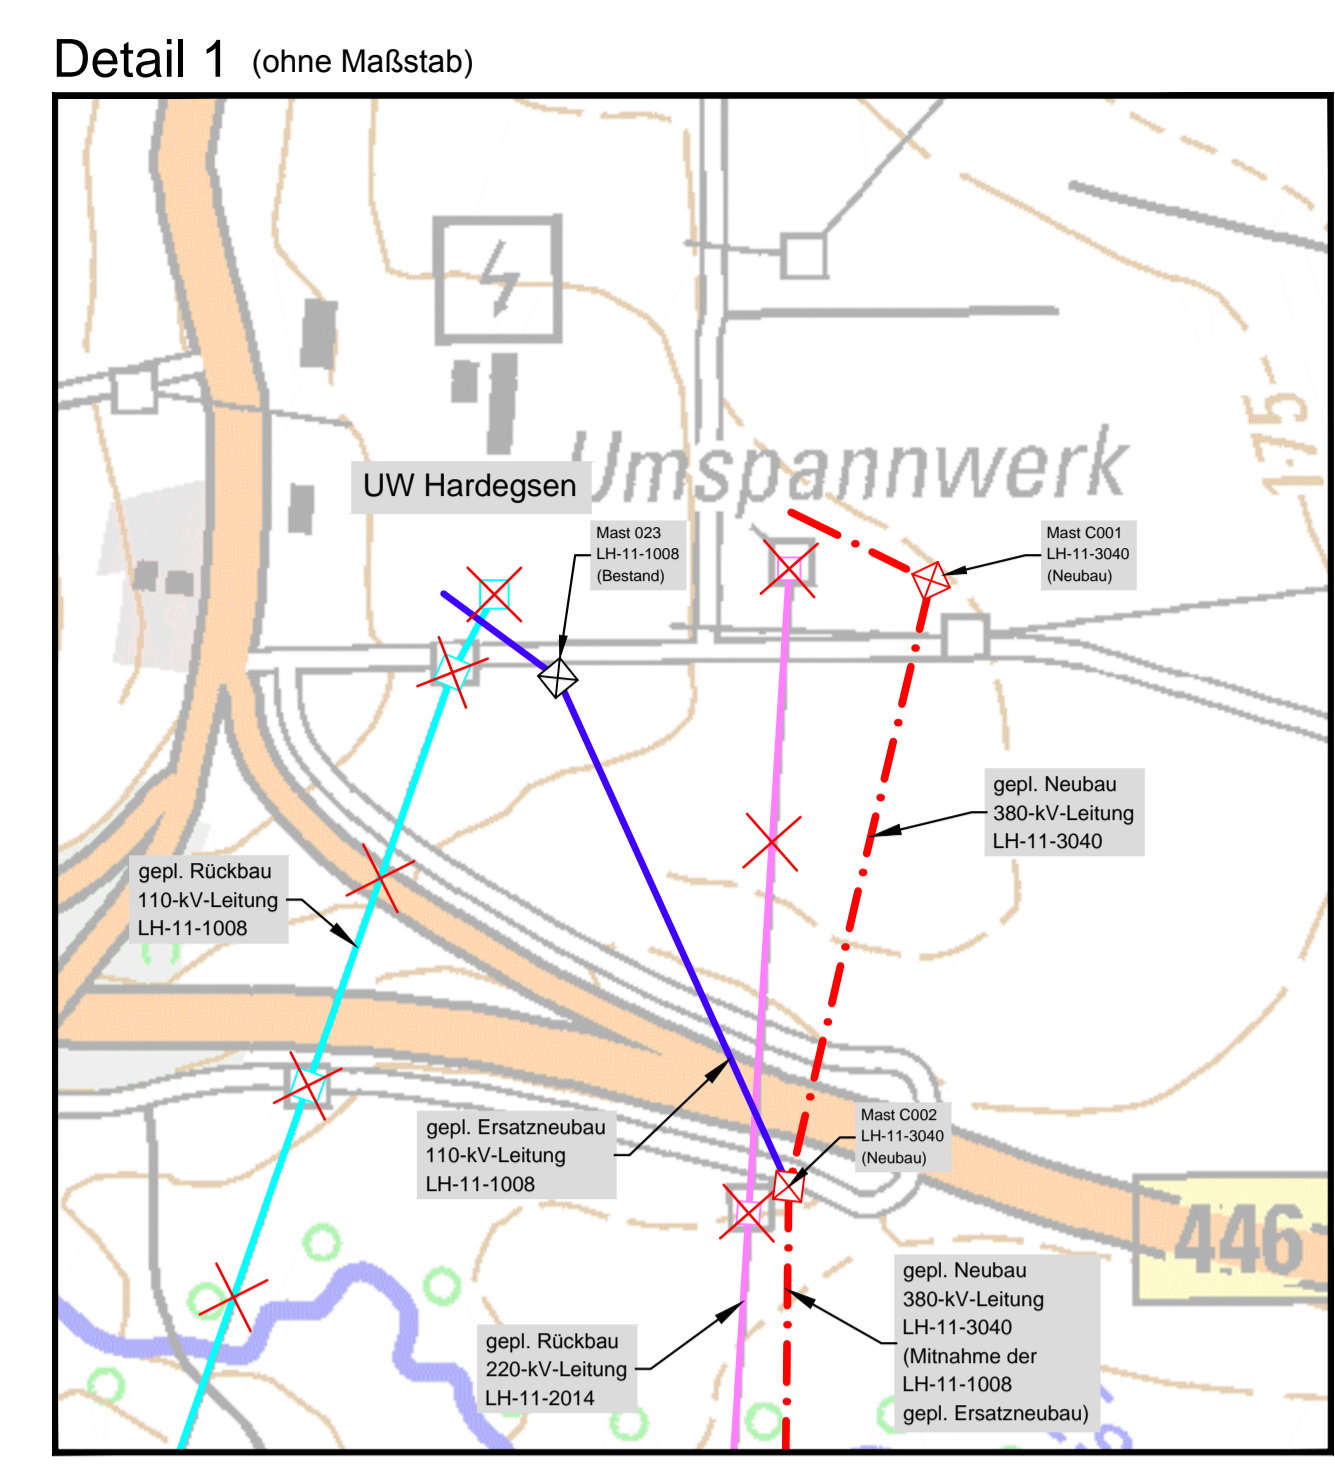 Detail 1 (ohne Maßstab)
Umspannwerk
UW Hardegsen
175
Mast 023
LH-11-1008
(Bestand)
Mast C001
LH-11-3040
(Neubau)
gepl. Neubau
380-kV-Leitung
LH-11-3040
gepl. Rückbau
110-kV-Leitung
LH-11-1008
gepl. Ersatzneubau
110-kV-Leitung
LH-11-1008
Mast C002
LH-11-3040
(Neubau)
446
gepl. Neubau
380-kV-Leitung
LH-11-3040
(Mitnahme der
LH-11-1008
gepl. Ersatzneubau)
gepl. Rückbau
220-kV-Leitung
LH-11-2014